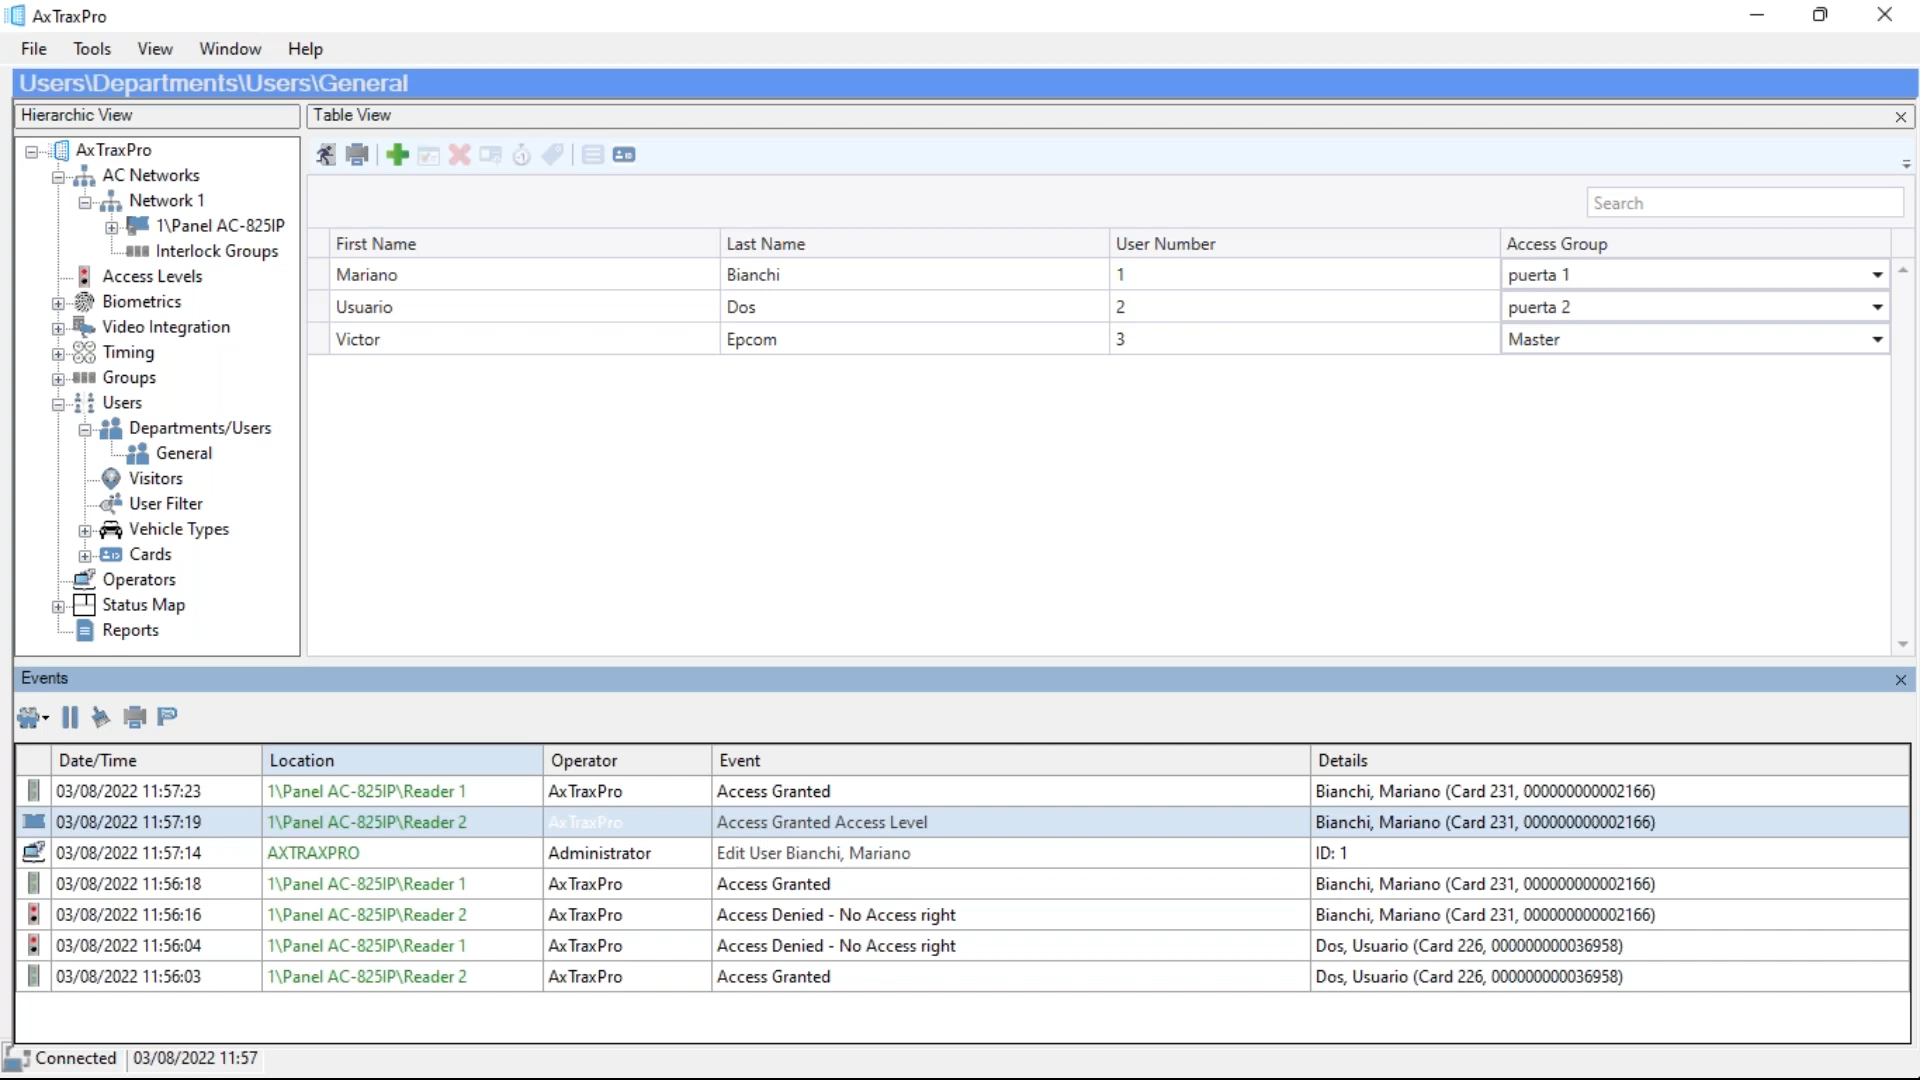 AxTraxPro
File Tools View Window Help
Users\Departments\Users\General
Hierarchic View
AxTraxPro
AC Networks
Network 1
1\Panel AC-825IP
Interlock Groups
Access Levels
Biometrics
Video Integration
Timing
Groups
Users
Departments/Users
General
Visitors
User Filter
Vehicle Types
Cards
Operators
Status Map
Reports
Table View
Search
First Name Last Name User Number Access Group
Mariano Bianchi 1 puerta 1
Usuario Dos 2 puerta 2
Victor Epcom 3 Master
Events
Date/Time Location Operator Event Details
03/08/2022 11:57:23 1\Panel AC-825IP\Reader 1 AxTraxPro Access Granted Bianchi, Mariano (Card 231, 000000000002166)
03/08/2022 11:57:19 1\Panel AC-825IP\Reader 2 AxTraxPro Access Granted Access Level Bianchi, Mariano (Card 231, 000000000002166)
03/08/2022 11:57:14 AXTRAXPRO Administrator Edit User Bianchi, Mariano ID: 1
03/08/2022 11:56:18 1\Panel AC-825IP\Reader 1 AxTraxPro Access Granted Bianchi, Mariano (Card 231, 000000000002166)
03/08/2022 11:56:16 1\Panel AC-825IP\Reader 2 AxTraxPro Access Denied - No Access right Bianchi, Mariano (Card 231, 000000000002166)
03/08/2022 11:56:04 1\Panel AC-825IP\Reader 1 AxTraxPro Access Denied - No Access right Dos, Usuario (Card 226, 000000000036958)
03/08/2022 11:56:03 1\Panel AC-825IP\Reader 2 AxTraxPro Access Granted Dos, Usuario (Card 226, 000000000036958)
Connected 03/08/2022 11:57